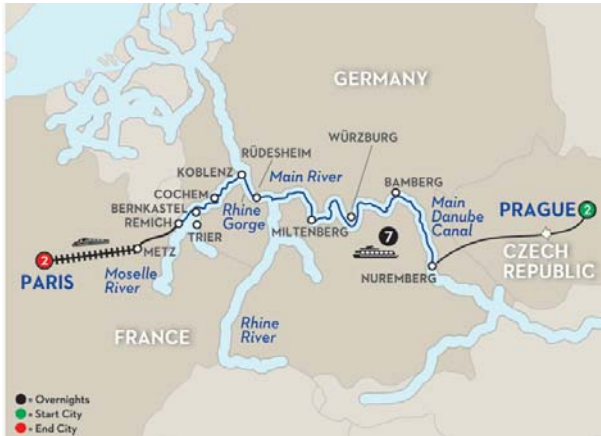 GERMANY
WÜRZBURG
RÜDESHEIM
KOBLENZ
Main River
BAMBERG
COCHEM
Rhine
Gorge
Main
Danube
Canal
PRAGUE
2
BERNKASTEL
REMICH
MILTENBERG
TRIER
7
CZECH
REPUBLIC
METZ
2
PARIS
Moselle
River
NUREMBERG
FRANCE
Rhine
River
= Overnights
= Start City
= End City